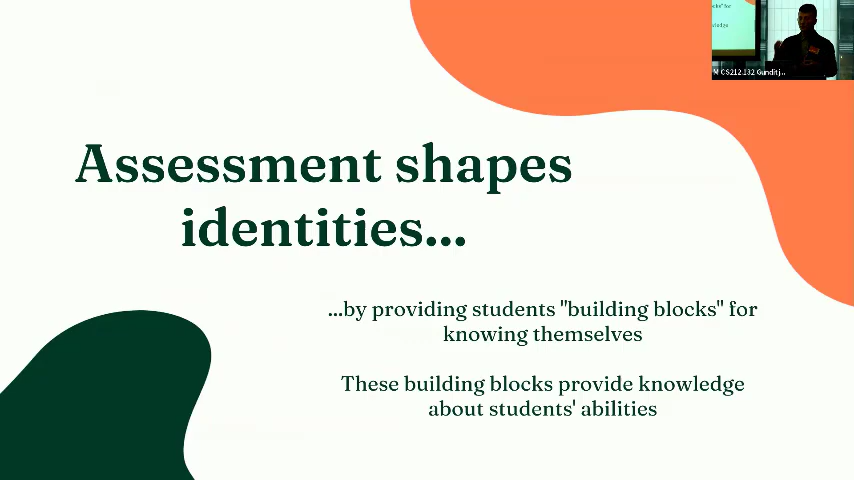 Assessment shapes
identities...
...by providing students "building blocks" for
knowing themselves
These building blocks provide knowledge
about students' abilities
M CS212.132 Gunditj...